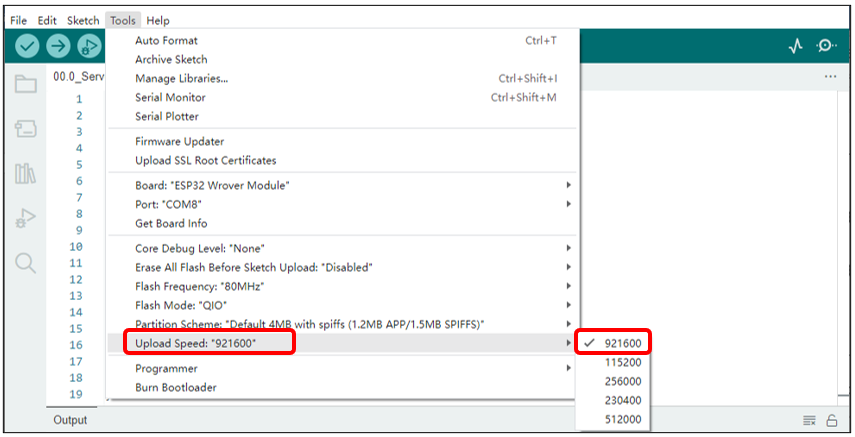 File Edit Sketch Tools Help
00.0_Serv
Auto Format Ctrl+T
Archive Sketch
Manage Libraries... Ctrl+Shift+I
Serial Monitor Ctrl+Shift+M
Serial Plotter
Firmware Updater
Upload SSL Root Certificates
Board: "ESP32 Wrover Module"
Port: "COM8"
Get Board Info
Core Debug Level: "None"
Erase All Flash Before Sketch Upload: "Disabled"
Flash Frequency: "80MHz"
Flash Mode: "QIO"
Partition Scheme: "Default 4MB with spiffs (1.2MB APP/1.5MB SPIFFS)"
Upload Speed: "921600"
Programmer
Burn Bootloader
921600
115200
256000
230400
512000
1
2
3
4
5
6
7
8
9
10
11
12
13
14
15
16
17
18
19
Output